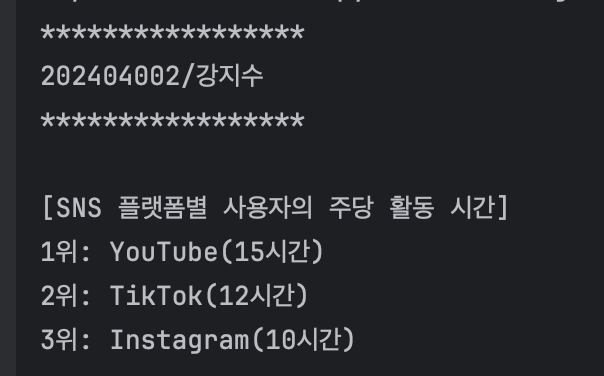 *****************
202404002/강지수
*****************
[SNS 플랫폼별 사용자의 주당 활동 시간]
1위: YouTube(15시간)
2위: TikTok(12시간)
3위: Instagram(10시간)